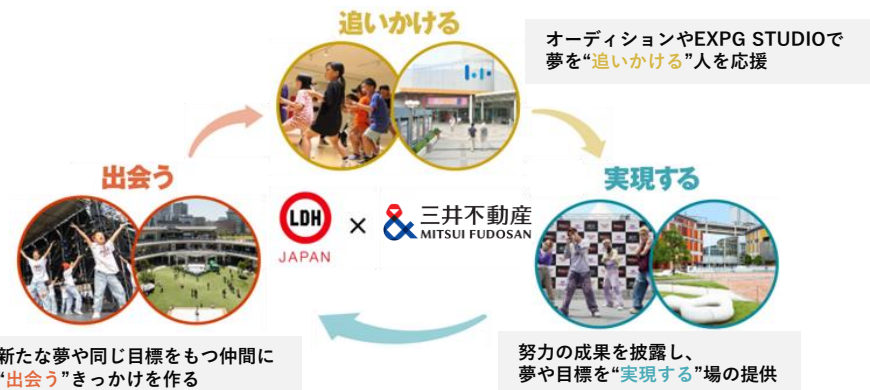 追いかける
オーディションやEXPG STUDIOで
夢を“追いかける”人を応援
出会う
実現する
LDH
JAPAN
×
&
三井不動産
MITSUI FUDOSAN
新たな夢や同じ目標をもつ仲間に
“出会う”きっかけを作る
努力の成果を披露し、
夢や目標を“実現する”場の提供